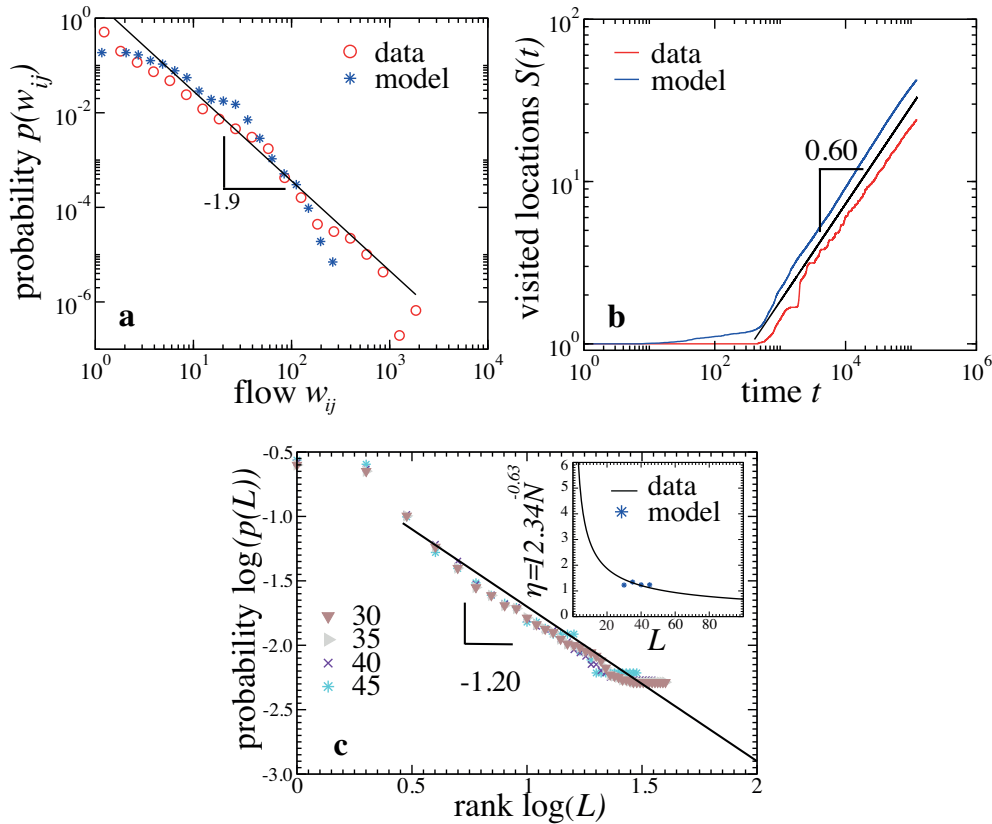 10^0
10^-2
10^-4
10^-6
probability p(w_ij)
data
model
-1.9
a
10^0 10^1 10^2 10^3 10^4
flow w_ij
10^2
10^1
10^0
visited locations S(t)
data
model
0.60
b
10^0 10^2 10^4 10^6
time t
-0.5
-1.0
-1.5
-2.0
-2.5
-3.0
probability log(p(L))
30
35
40
45
-1.20
c
0 0.5 1 1.5 2
rank log(L)
η=12.34N^-0.63
6
5
4
3
2
1
0
data
model
20 40 60 80
L